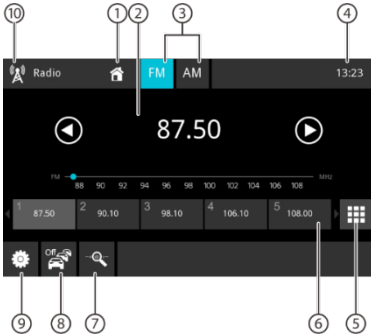 10 1 2 3 4
Radio FM AM 13:23
87.50
FM 88 90 92 94 96 98 100 102 104 106 108 MHz
1 87.50 2 90.10 3 98.10 4 106.10 5 108.00
Off
9 8 7 6 5